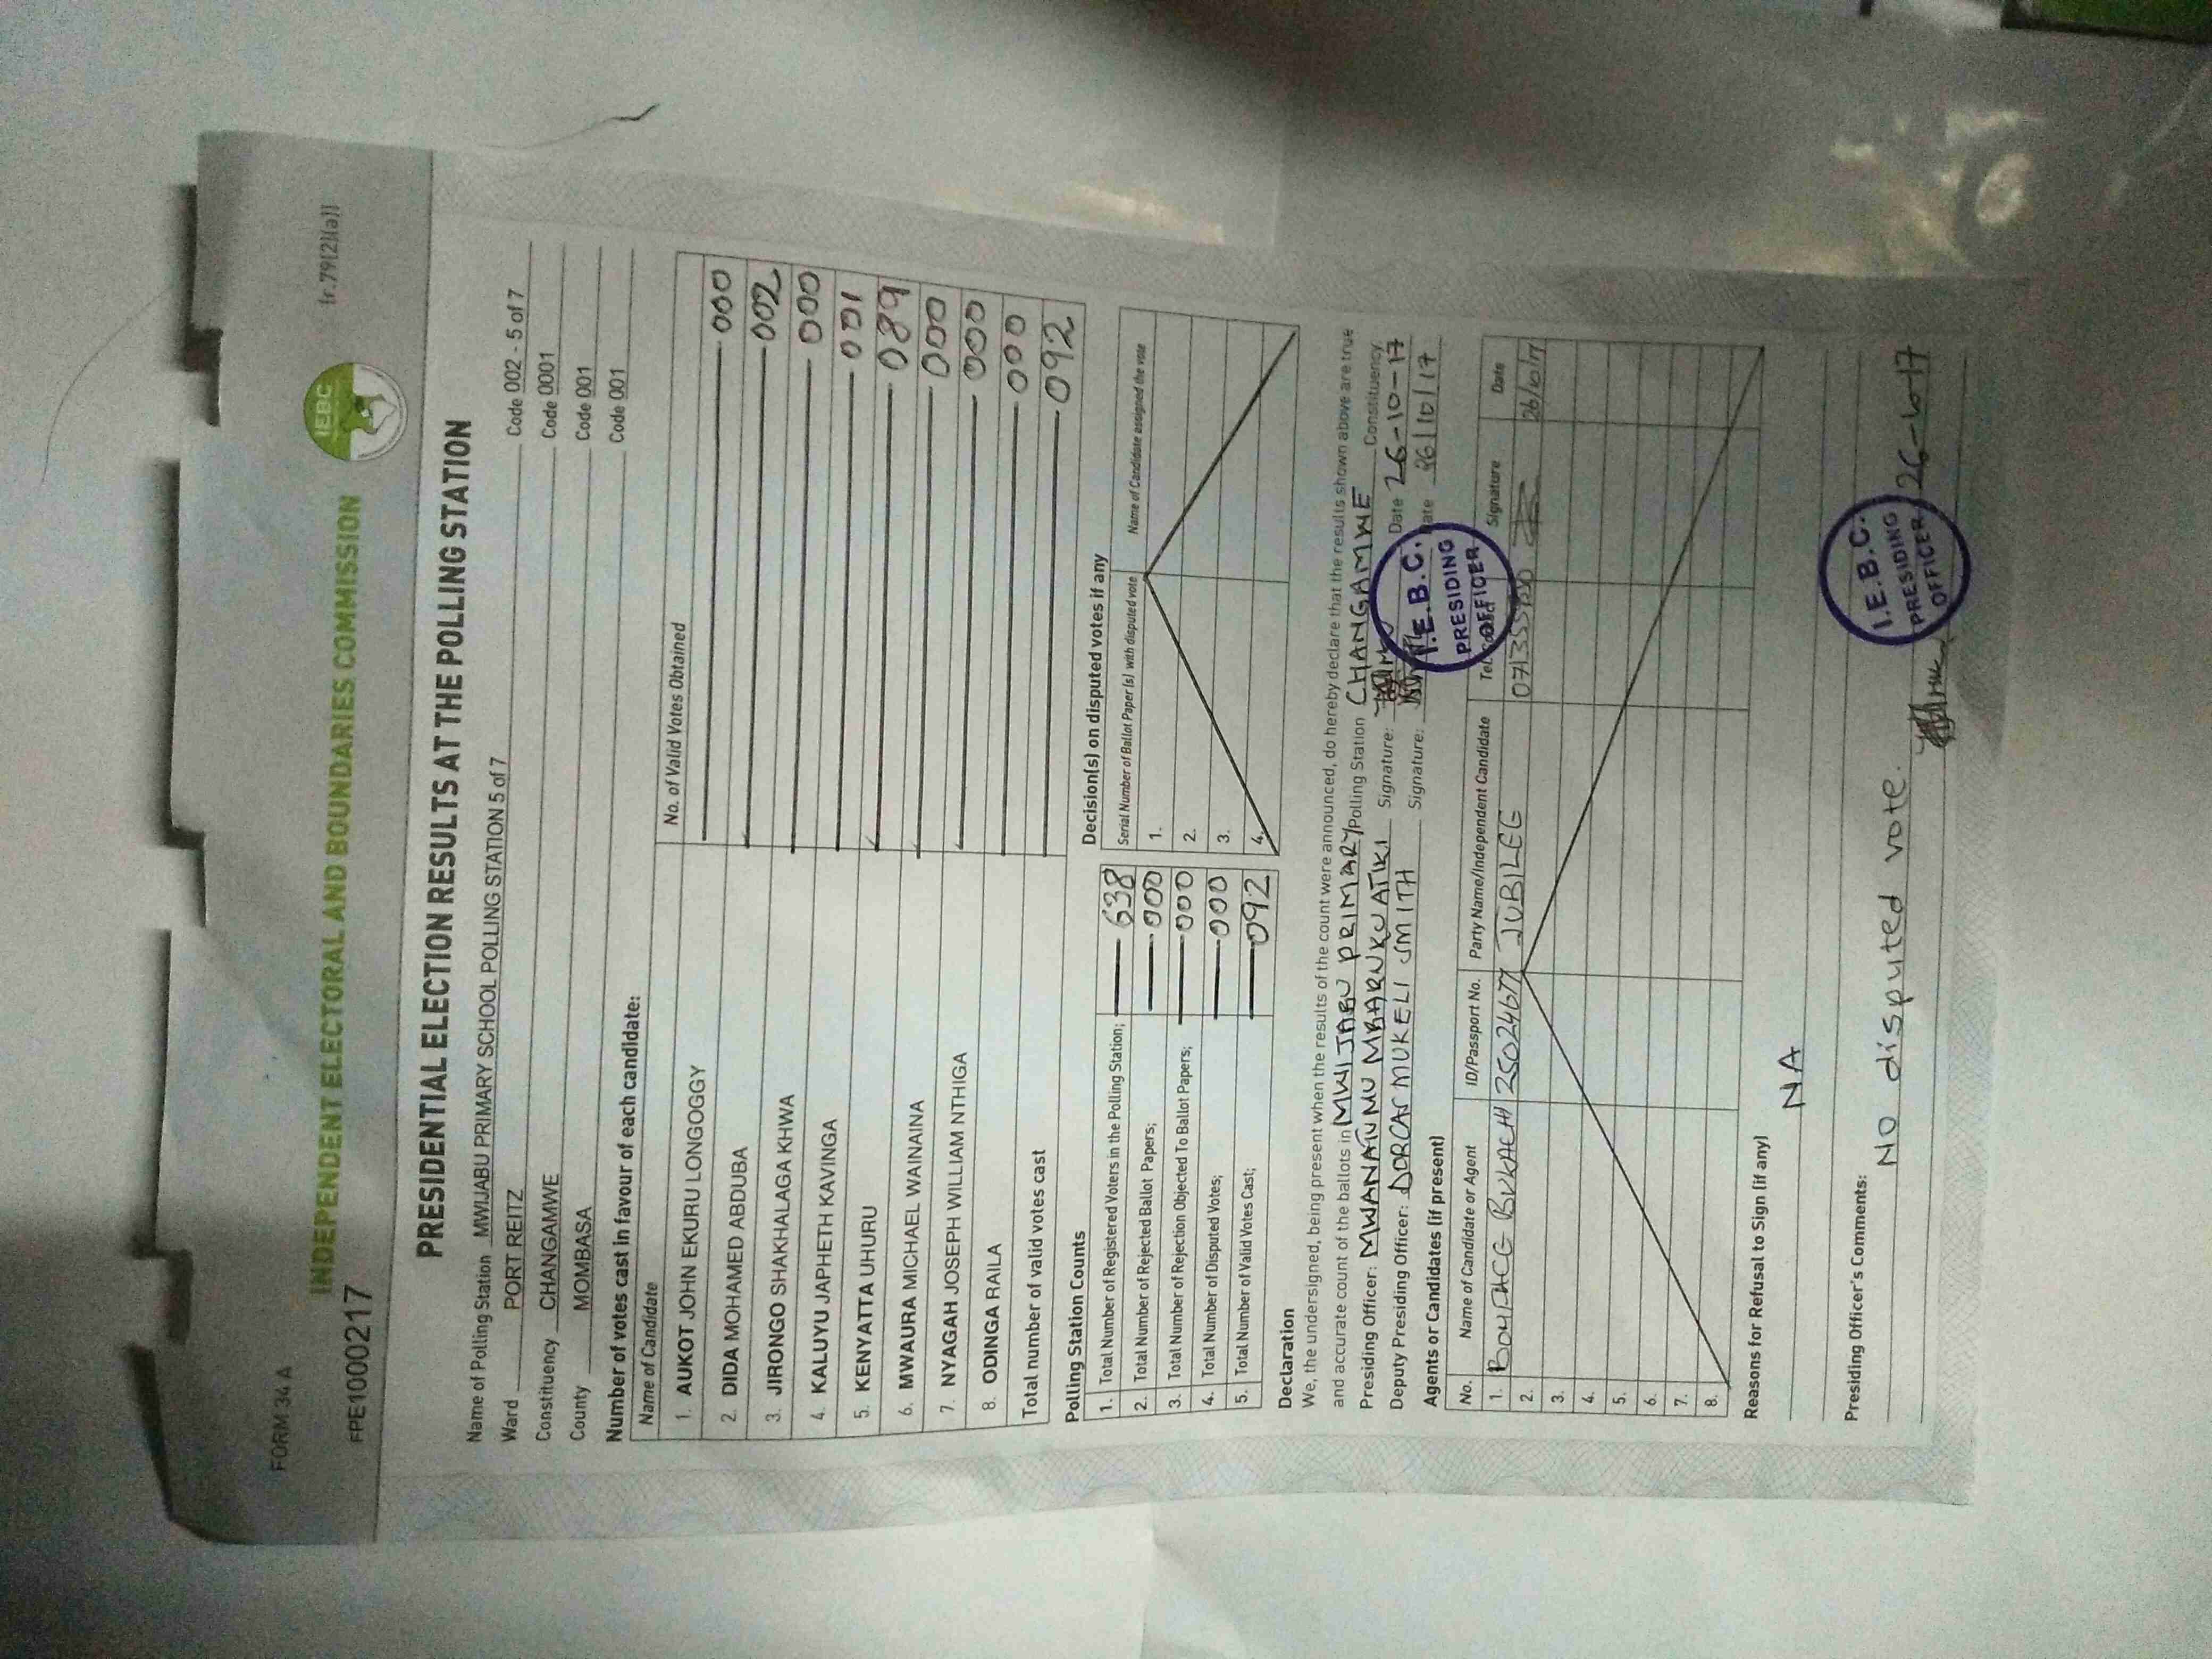 FORM 34 A
(r.79(2)(a))
IEBC
INDEPENDENT ELECTORAL AND BOUNDARIES COMMISSION
FPE1000217
PRESIDENTIAL ELECTION RESULTS AT THE POLLING STATION
Name of Polling Station MWIJABU PRIMARY SCHOOL POLLING STATION 5 of 7
Ward PORT REITZ Code 002 - 5 of 7
Constituency CHANGAMWE Code 0001
County MOMBASA Code 001
Code 001
Number of votes cast in favour of each candidate:
Name of Candidate No. of Valid Votes Obtained
1. AUKOT JOHN EKURU LONGOGGY 000
2. DIDA MOHAMED ABDUBA 002
3. JIRONGO SHAKHALAGA KHWA 000
4. KALUYU JAPHETH KAVINGA 001
5. KENYATTA UHURU 089
6. MWAURA MICHAEL WAINAINA 000
7. NYAGAH JOSEPH WILLIAM NTHIGA 000
8. ODINGA RAILA 000
Total number of valid votes cast 092
Polling Station Counts
1. Total Number of Registered Voters in the Polling Station; 638
2. Total Number of Rejected Ballot Papers; 000
3. Total Number of Rejection Objected To Ballot Papers; 000
4. Total Number of Disputed Votes; 000
5. Total Number of Valid Votes Cast; 092
Decision(s) on disputed votes if any
Serial Number of Ballot Paper (s) with disputed vote Name of Candidate assigned the vote
1.
2.
3.
4.
Declaration
We, the undersigned, being present when the results of the count were announced, do hereby declare that the results shown above are true
and accurate count of the ballots in MWIJABU PRIMARY Polling Station CHANGAMWE Constituency
Presiding Officer: MWANAINU MBARUKU ATIKI Signature: Date 26-10-17
Deputy Presiding Officer: DORCAS MUKELI SMITH Signature: Date 26/10/17
I.E.B.C. PRESIDING OFFICER
Agents or Candidates (if present)
No. Name of Candidate or Agent ID/Passport No. Party Name/Independent Candidate Signature Date
1. BONIFACE BUKACHI JUBILEE 26/10/17
2.
3.
4.
5.
6.
7.
8.
Reasons for Refusal to Sign (if any)
NA
Presiding Officer's Comments:
No disputed vote.
26-10-17
I.E.B.C. PRESIDING OFFICER